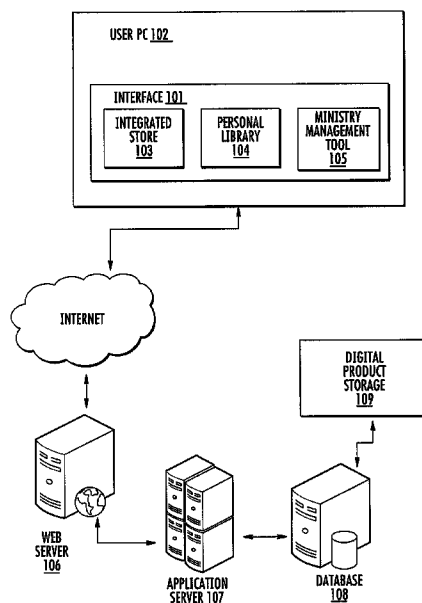 USER PC 102
INTERFACE 101
INTEGRATED
STORE
103
PERSONAL
LIBRARY
104
MINISTRY
MANAGEMENT
TOOL
105
INTERNET
DIGITAL
PRODUCT
STORAGE
109
WEB
SERVER
106
APPLICATION
SERVER 107
DATABASE
108